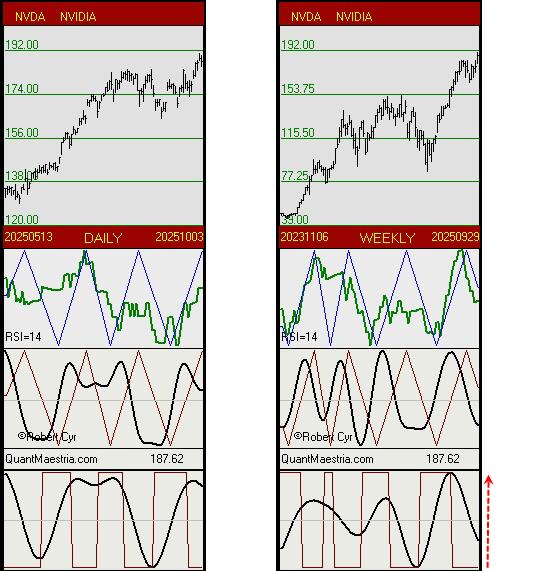 NVDA NVIDIA
192.00
174.00
156.00
138.00
120.00
20250513 DAILY 20251003
RSI=14
©Robert Cyr
QuantMaestria.com 187.62
NVDA NVIDIA
192.00
153.75
115.50
77.25
39.00
20231106 WEEKLY 20250929
RSI=14
©Robert Cyr
QuantMaestria.com 187.62